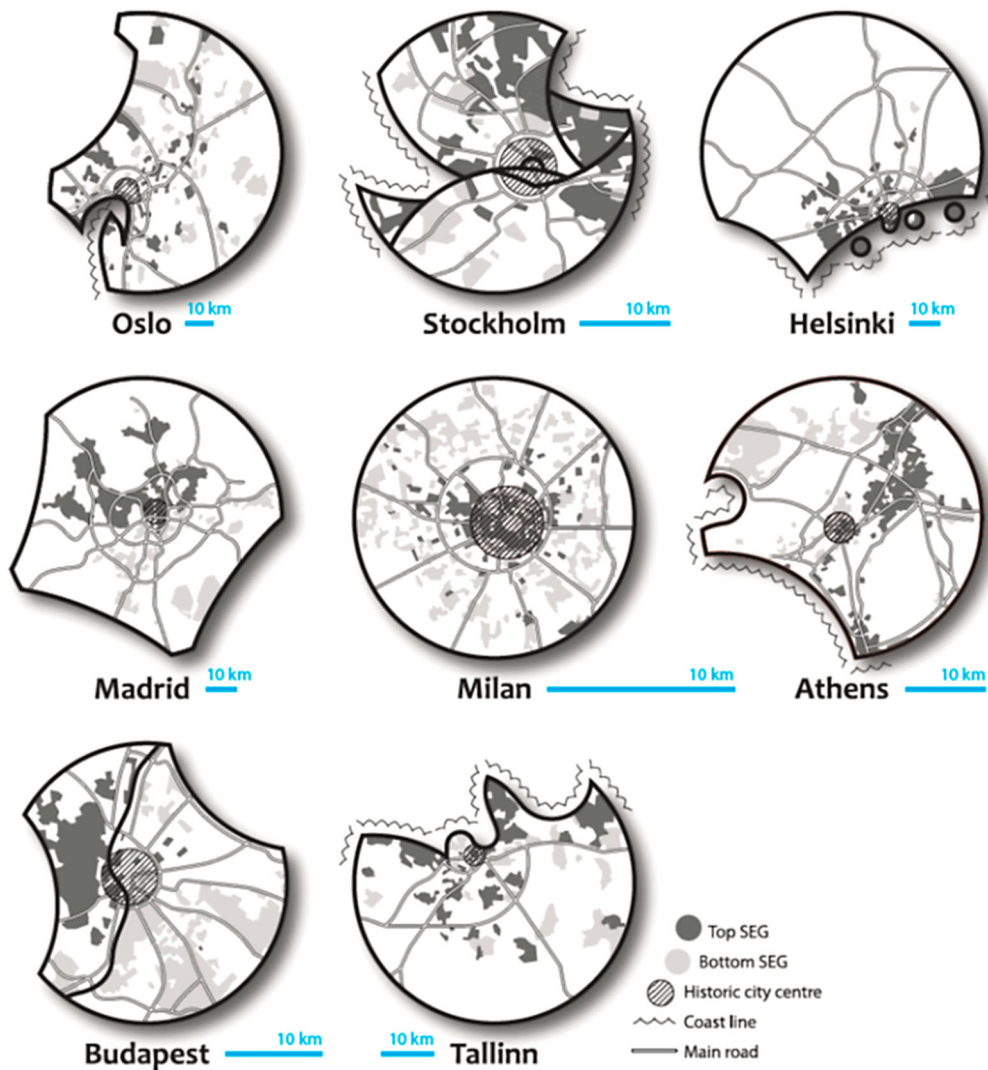 10 km
Oslo
10 km
Stockholm
10 km
Helsinki
10 km
Madrid
10 km
Milan
10 km
Athens
10 km
Budapest
10 km
Tallinn
Top SEG
Bottom SEG
Historic city centre
Coast line
Main road